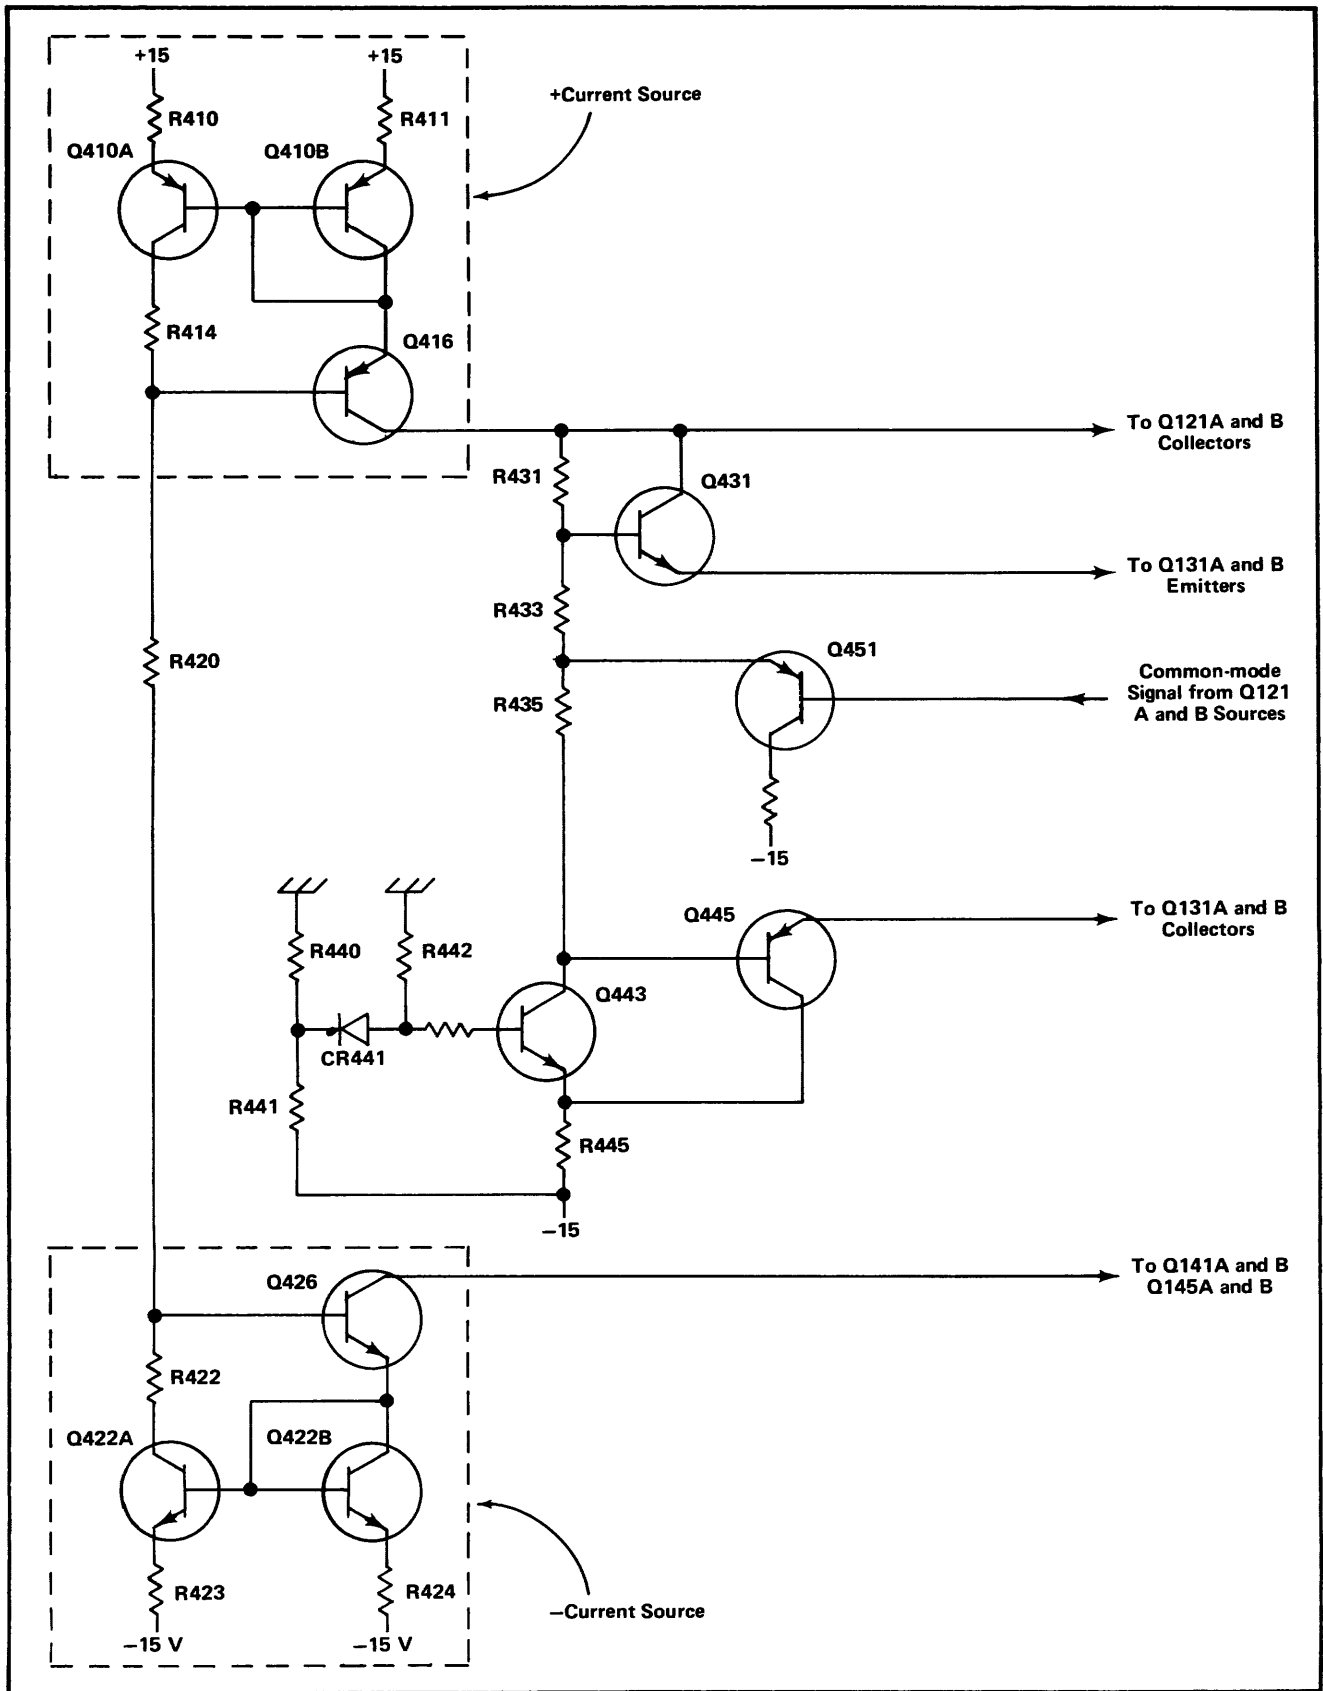 +15
+15
+Current Source
R410
R411
Q410A
Q410B
R414
Q416
To Q121A and B
Collectors
R431
Q431
To Q131A and B
Emitters
R433
Q451
R420
Common-mode
Signal from Q121
A and B Sources
R435
−15
Q445
To Q131A and B
Collectors
R440
R442
Q443
CR441
R441
R445
−15
To Q141A and B
Q145A and B
Q426
R422
Q422A
Q422B
R423
R424
−Current Source
−15 V
−15 V